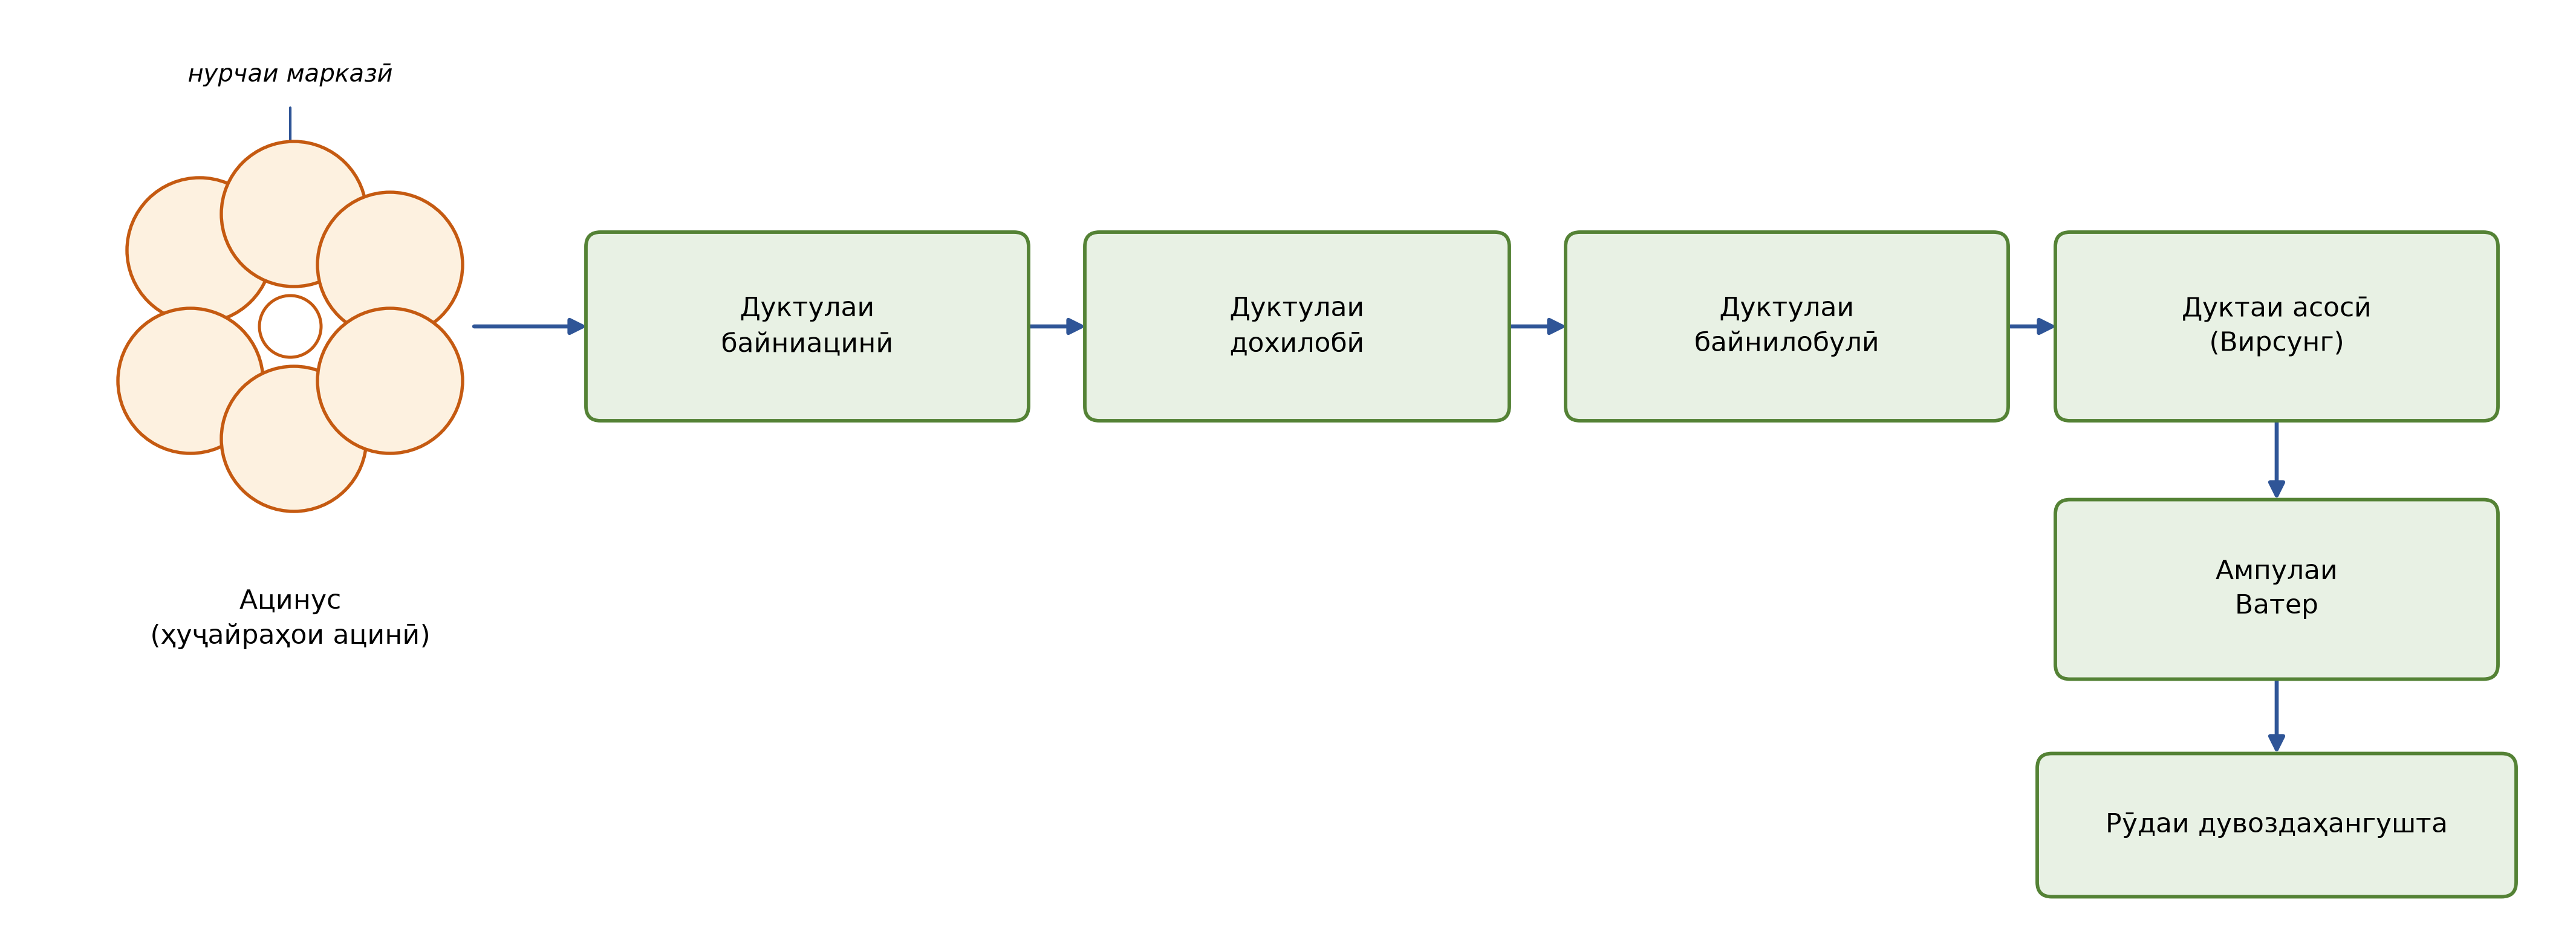 нурчаи марказӣ
Дуктулаи
байниацинӣ
Дуктулаи
дохилобӣ
Дуктулаи
байнилобулӣ
Дуктаи асосӣ
(Вирсунг)
Ацинус
(ҳуҷайраҳои ацинӣ)
Ампулаи
Ватер
Рӯдаи дувоздаҳангушта